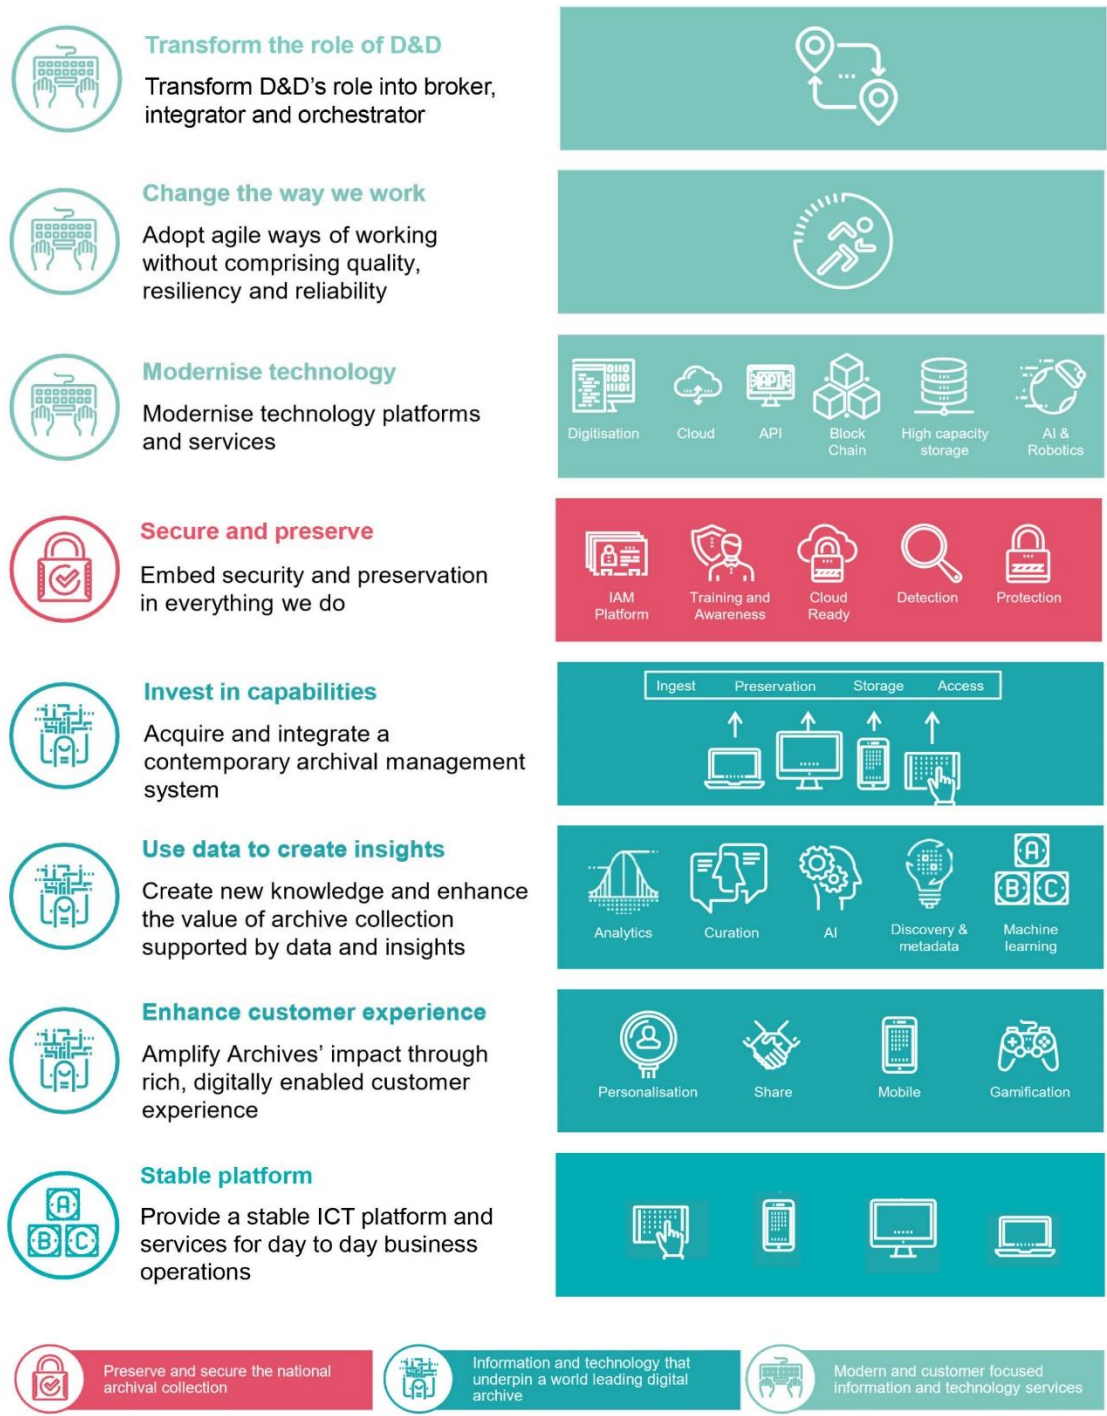 Transform the role of D&D
Transform D&D's role into broker,
integrator and orchestrator
Change the way we work
Adopt agile ways of working
without comprising quality,
resiliency and reliability
Modernise technology
Modernise technology platforms
and services
0110
101
1010
API
Digitisation
Cloud
API
Block
Chain
High capacity
storage
AI &
Robotics
Secure and preserve
Embed security and preservation
in everything we do
IAM
Platform
Training and
Awareness
Cloud
Ready
Detection
Protection
Invest in capabilities
Acquire and integrate a
contemporary archival management
system
Ingest Preservation Storage Access
Use data to create insights
Create new knowledge and enhance
the value of archive collection
supported by data and insights
A
B C
Analytics
Curation
AI
Discovery &
metadata
Machine
learning
Enhance customer experience
Amplify Archives' impact through
rich, digitally enabled customer
experience
Personalisation
Share
Mobile
Gamification
A
B C
Stable platform
Provide a stable ICT platform and
services for day to day business
operations
Preserve and secure the national
archival collection
Information and technology that
underpin a world leading digital
archive
Modern and customer focused
information and technology services